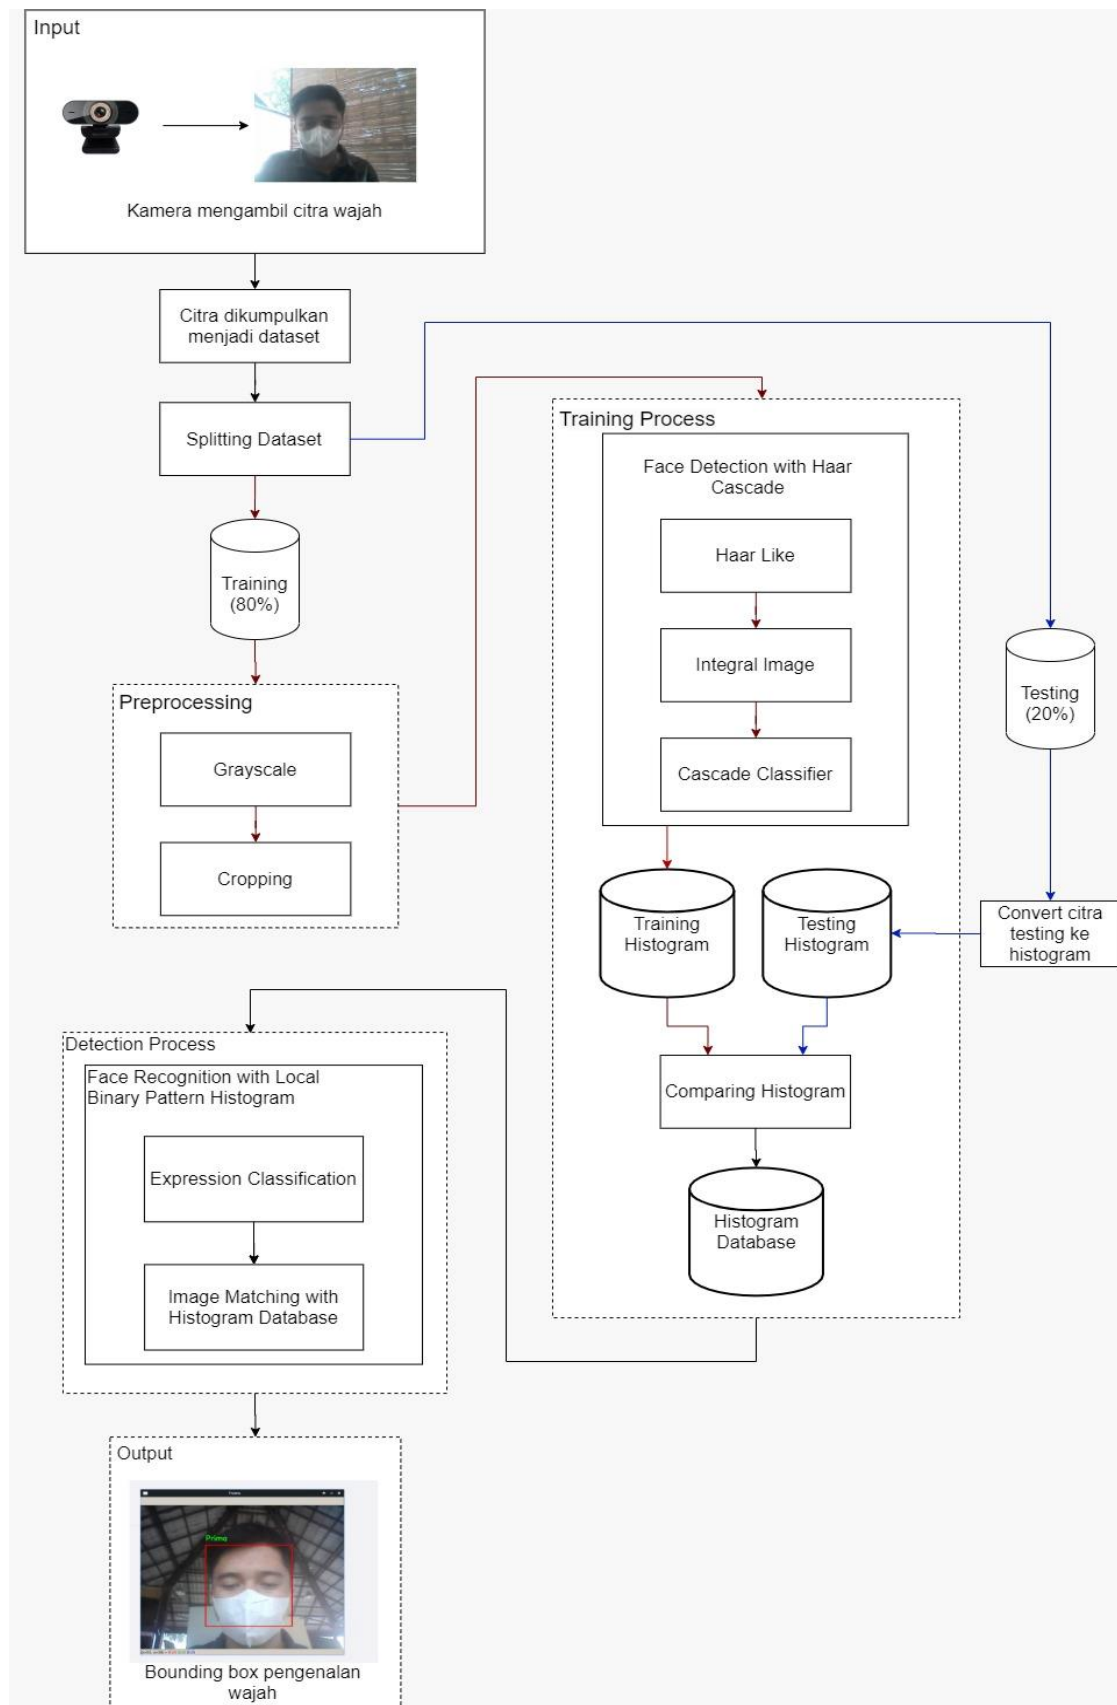 Input
Kamera mengambil citra wajah
Citra dikumpulkan
menjadi dataset
Splitting Dataset
Training
(80%)
Preprocessing
Grayscale
Cropping
Training Process
Face Detection with Haar
Cascade
Haar Like
Integral Image
Cascade Classifier
Testing
(20%)
Convert citra
testing ke
histogram
Training
Histogram
Testing
Histogram
Comparing Histogram
Histogram
Database
Detection Process
Face Recognition with Local
Binary Pattern Histogram
Expression Classification
Image Matching with
Histogram Database
Output
Prima
Bounding box pengenalan
wajah